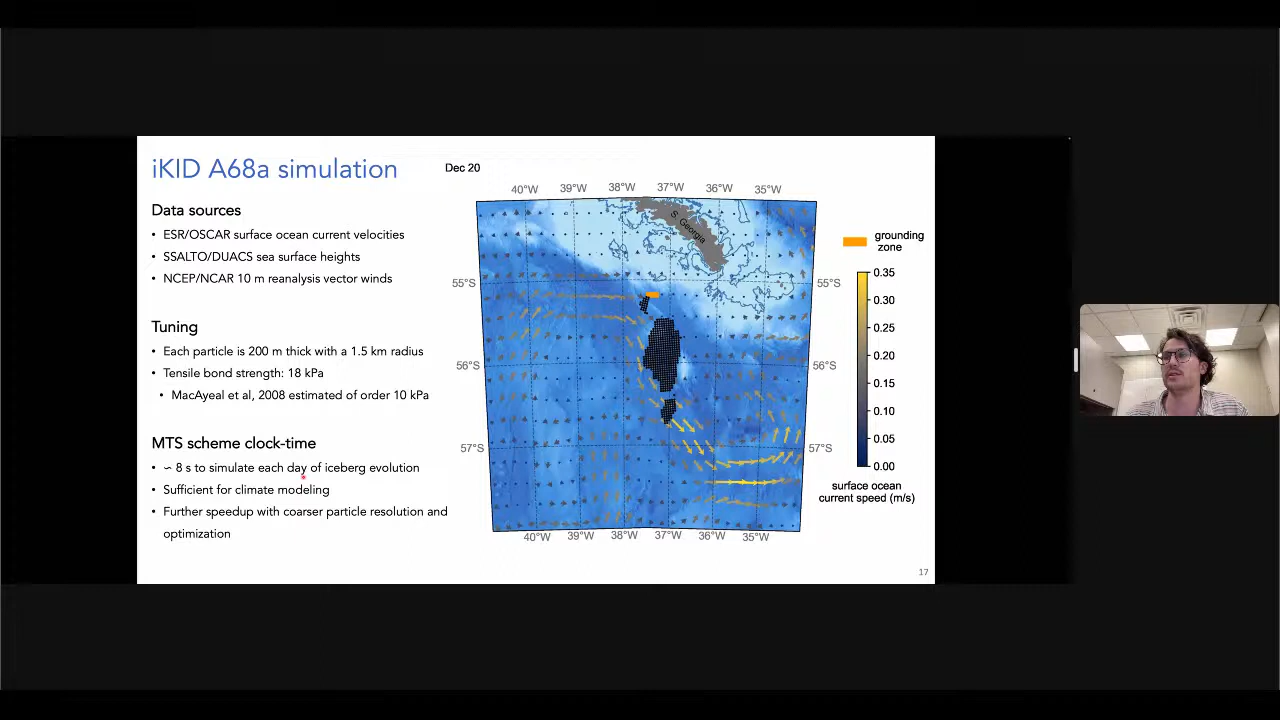 iKID A68a simulation
Dec 20
Data sources
• ESR/OSCAR surface ocean current velocities
• SSALTO/DUACS sea surface heights
• NCEP/NCAR 10 m reanalysis vector winds
Tuning
• Each particle is 200 m thick with a 1.5 km radius
• Tensile bond strength: 18 kPa
• MacAyeal et al, 2008 estimated of order 10 kPa
MTS scheme clock-time
• ∼ 8 s to simulate each day of iceberg evolution
• Sufficient for climate modeling
• Further speedup with coarser particle resolution and
optimization
40°W 39°W 38°W 37°W 36°W 35°W
S. Georgia
55°S 55°S
56°S 56°S
57°S 57°S
40°W 39°W 38°W 37°W 36°W 35°W
grounding
zone
0.35
0.30
0.25
0.20
0.15
0.10
0.05
0.00
surface ocean
current speed (m/s)
17